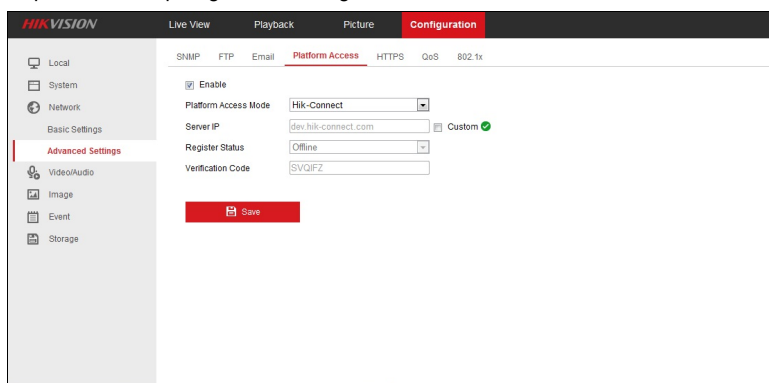 HIKVISION Live View Playback Picture Configuration
SNMP FTP Email Platform Access HTTPS QoS 802.1x
Local
System
Network
Basic Settings
Advanced Settings
Video/Audio
Image
Event
Storage
Enable
Platform Access Mode Hik-Connect
Server IP dev.hik-connect.com Custom
Register Status Offline
Verification Code SVQIFZ
Save